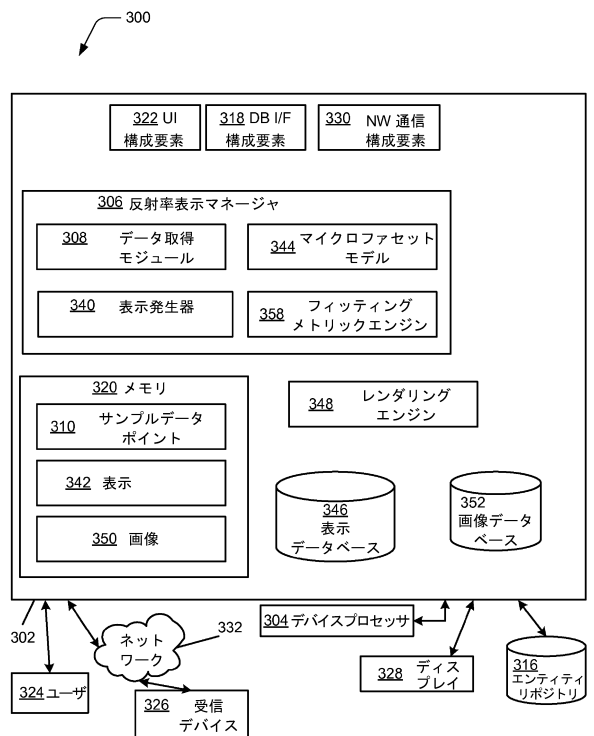 300
322 UI
構成要素
318 DB I/F
構成要素
330 NW 通信
構成要素
306 反射率表示マネージャ
308 データ取得
モジュール
344 マイクロファセット
モデル
340 表示発生器
358 フィッティング
メトリックエンジン
320 メモリ
310 サンプルデータ
ポイント
342 表示
350 画像
348 レンダリング
エンジン
346
表示
データベース
352
画像データ
ベース
302
ネット
ワーク
332
304 デバイスプロセッサ
324 ユーザ
326 受信
デバイス
328 ディス
プレイ
316
エンティティ
リポジトリ